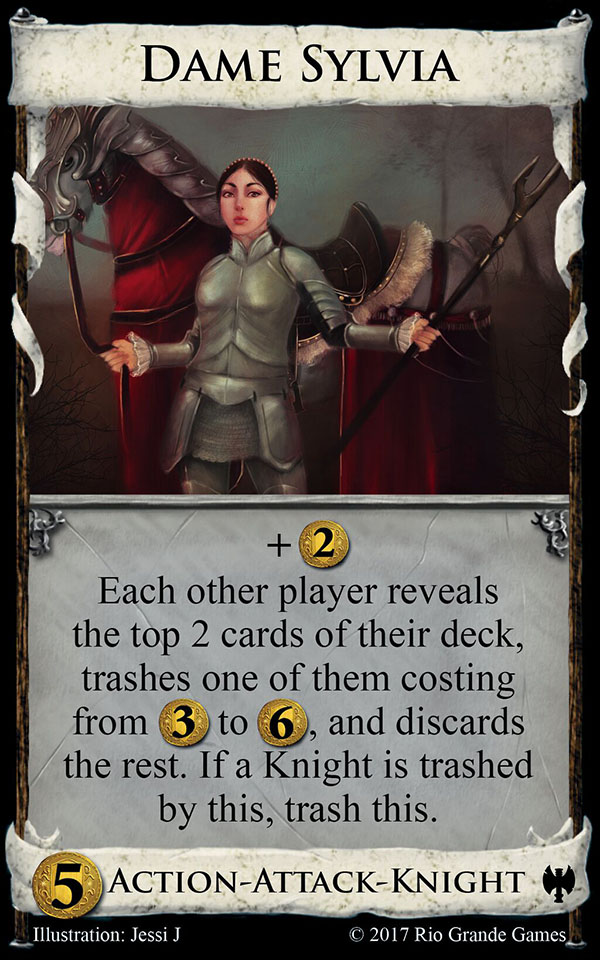 DAME SYLVIA
+ 2
Each other player reveals
the top 2 cards of their deck,
trashes one of them costing
from 3 to 6, and discards
the rest. If a Knight is trashed
by this, trash this.
5 ACTION-ATTACK-KNIGHT
Illustration: Jessi J © 2017 Rio Grande Games